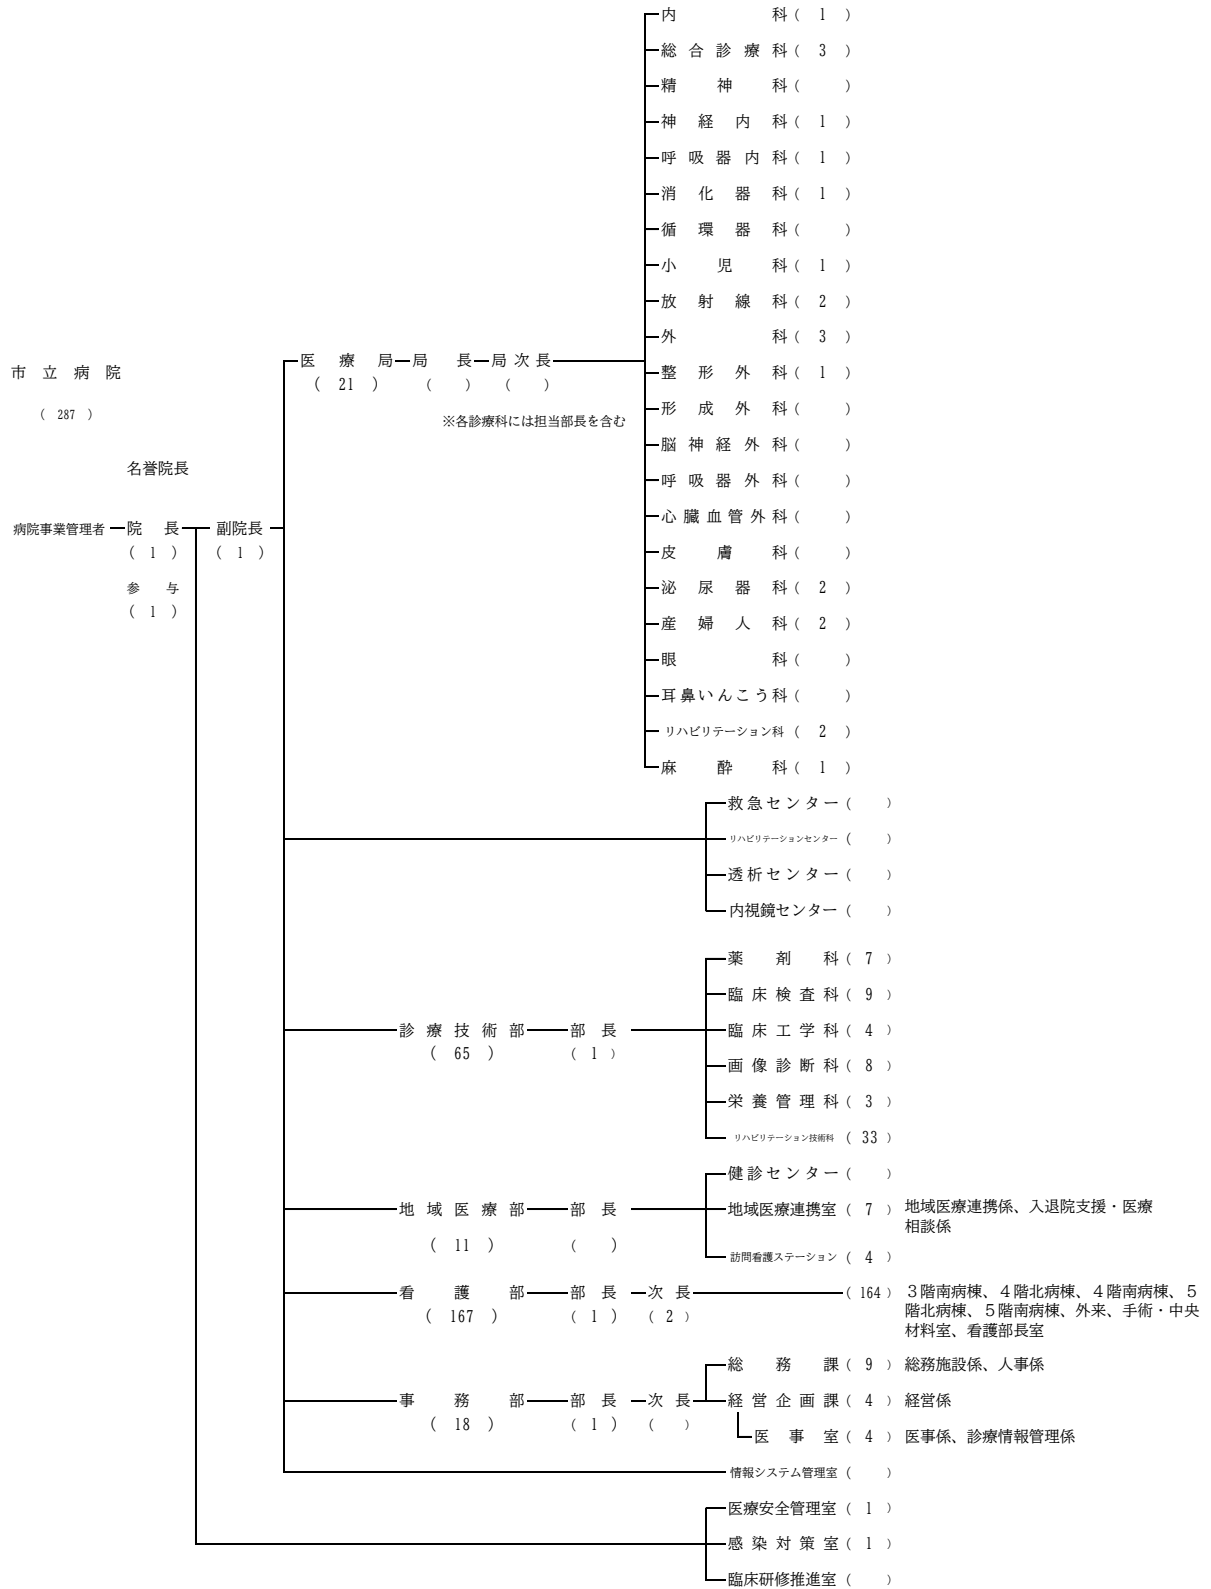 内科（ 1 ）
総合診療科（ 3 ）
精神科（ ）
神経内科（ 1 ）
呼吸器内科（ 1 ）
消化器科（ 1 ）
循環器科（ ）
小児科（ 1 ）
放射線科（ 2 ）
外科（ 3 ）
市立病院
（ 287 ）
医療局 局長 局次長
（ 21 ） （ ） （ ）
※各診療科には担当部長を含む
整形外科（ 1 ）
形成外科（ ）
脳神経外科（ ）
呼吸器外科（ ）
心臓血管外科（ ）
皮膚科（ ）
泌尿器科（ 2 ）
産婦人科（ 2 ）
眼科（ ）
耳鼻いんこう科（ ）
リハビリテーション科（ 2 ）
麻酔科（ 1 ）
名誉院長
病院事業管理者 院長 副院長
（ 1 ） （ 1 ）
参与
（ 1 ）
救急センター（ ）
リハビリテーションセンター（ ）
透析センター（ ）
内視鏡センター（ ）
薬剤科（ 7 ）
臨床検査科（ 9 ）
診療技術部 部長 臨床工学科（ 4 ）
（ 65 ） （ 1 ）
画像診断科（ 8 ）
栄養管理科（ 3 ）
リハビリテーション技術科（ 33 ）
健診センター（ ）
地域医療部 部長 地域医療連携室（ 7 ） 地域医療連携係、入退院支援・医療
相談係
（ 11 ） （ ）
訪問看護ステーション（ 4 ）
看護部 部長 次長 （ 164 ） ３階南病棟、４階北病棟、４階南病棟、５
（ 167 ） （ 1 ） （ 2 ） 階北病棟、５階南病棟、外来、手術・中央
材料室、看護部長室
総務課（ 9 ） 総務施設係、人事係
事務部 部長 次長 経営企画課（ 4 ） 経営係
（ 18 ） （ 1 ） （ ）
医事室（ 4 ） 医事係、診療情報管理係
情報システム管理室（ ）
医療安全管理室（ 1 ）
感染対策室（ 1 ）
臨床研修推進室（ ）